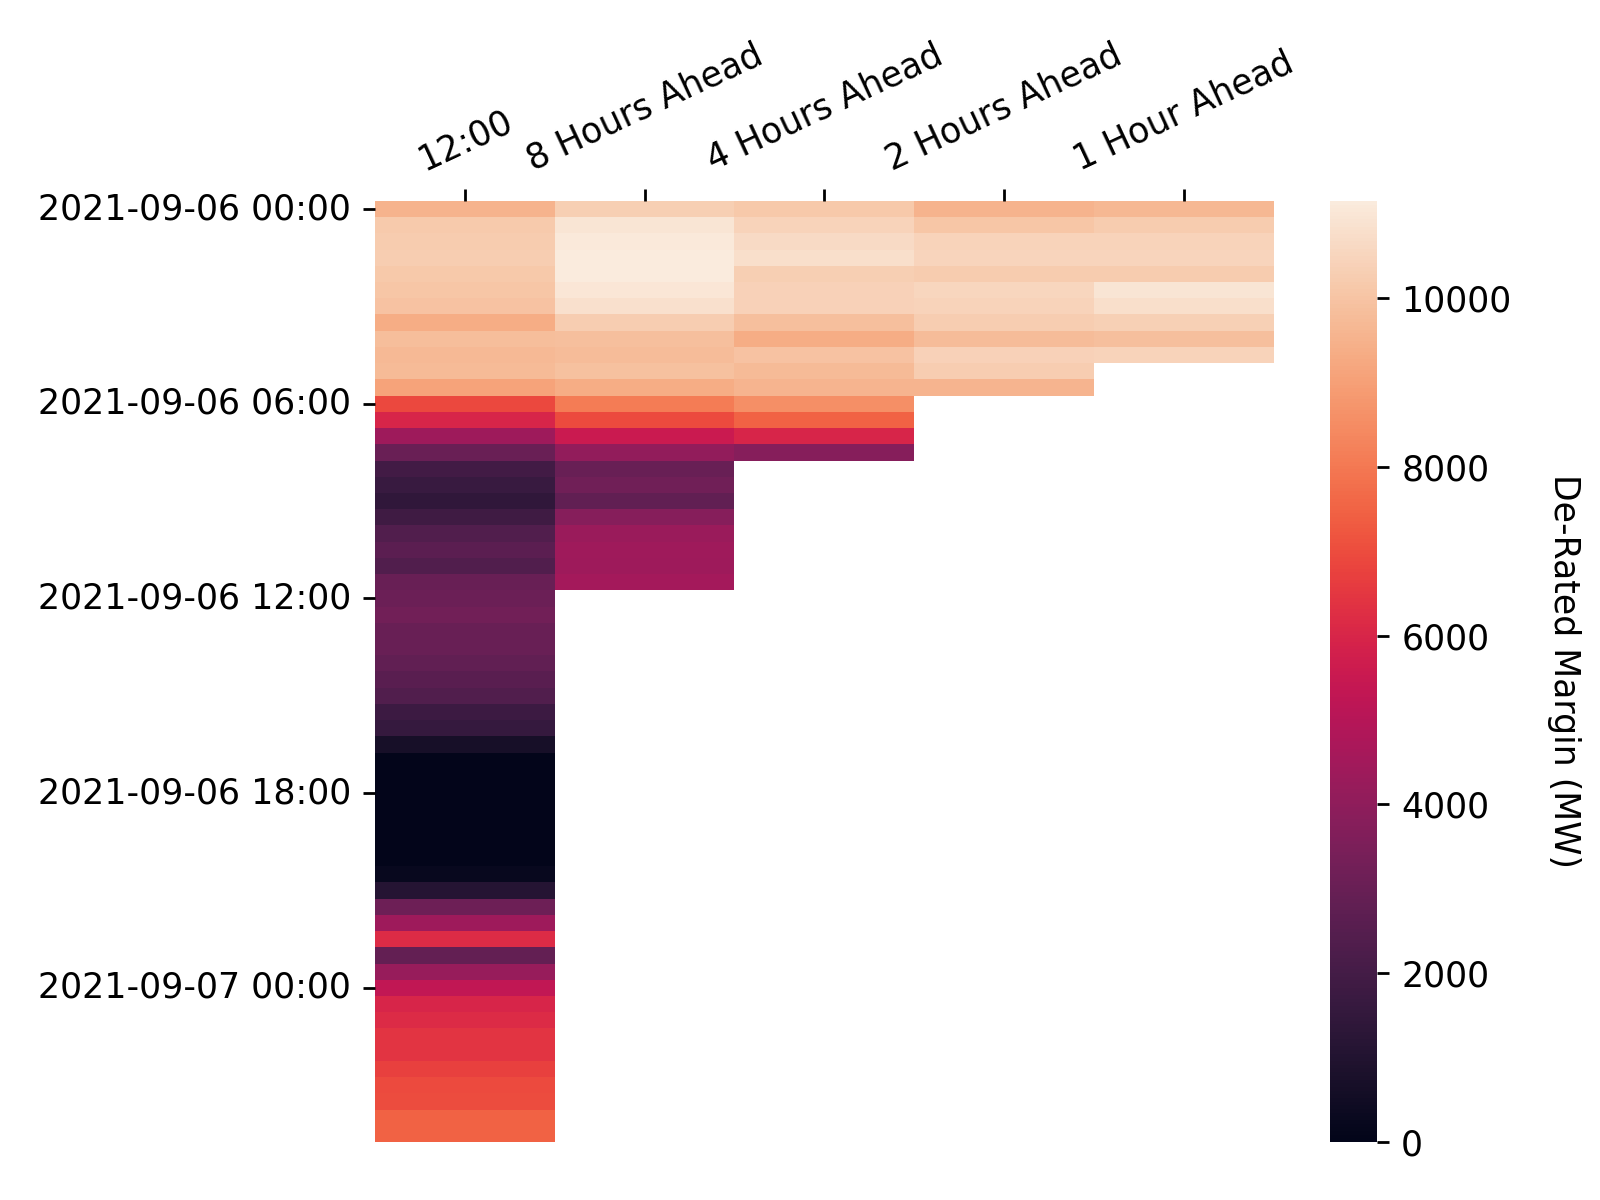 12:00
8 Hours Ahead
4 Hours Ahead
2 Hours Ahead
1 Hour Ahead
2021-09-06 00:00
2021-09-06 06:00
2021-09-06 12:00
2021-09-06 18:00
2021-09-07 00:00
10000
8000
6000
4000
2000
0
De-Rated Margin (MW)